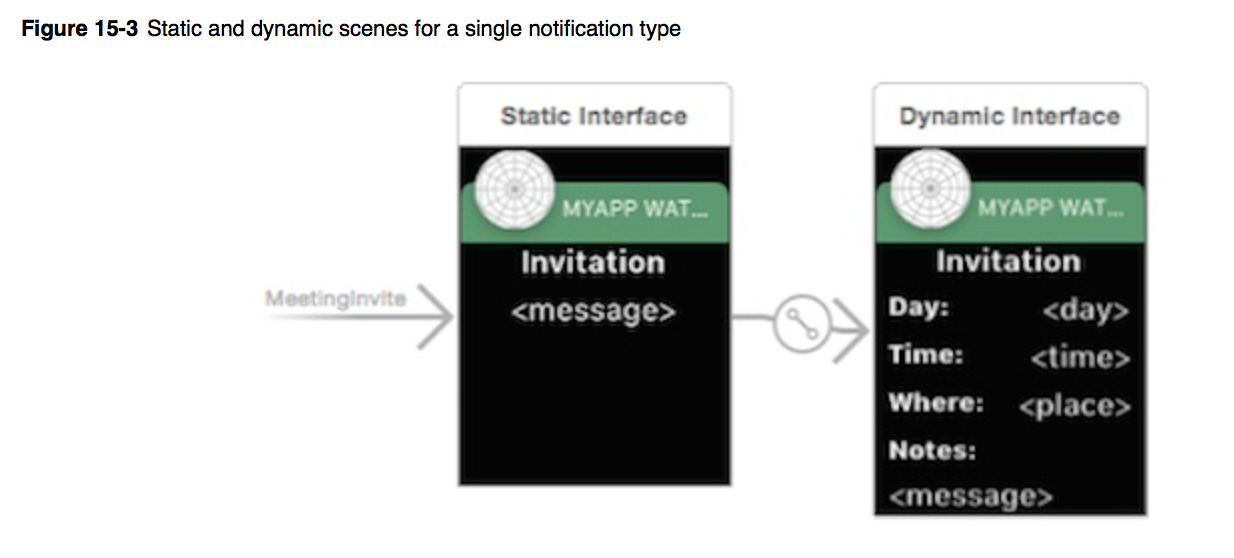 Figure 15-3 Static and dynamic scenes for a single notification type
MeetingInvite
Static Interface
MYAPP WAT...
Invitation
<message>
Dynamic Interface
MYAPP WAT...
Invitation
Day: <day>
Time: <time>
Where: <place>
Notes:
<message>